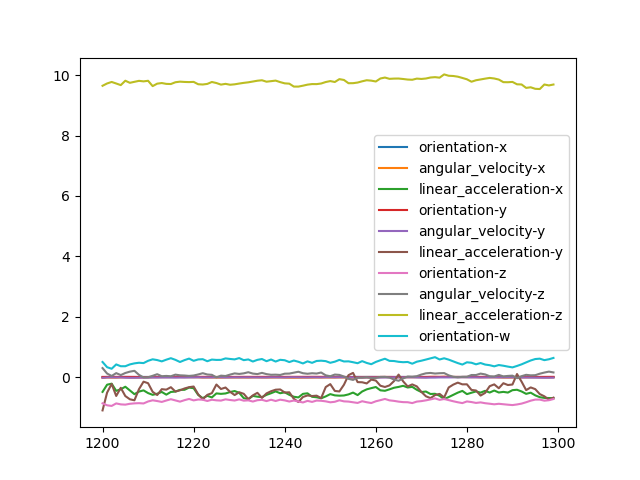 10
8
6
4
2
0
orientation-x
angular_velocity-x
linear_acceleration-x
orientation-y
angular_velocity-y
linear_acceleration-y
orientation-z
angular_velocity-z
linear_acceleration-z
orientation-w
1200 1220 1240 1260 1280 1300